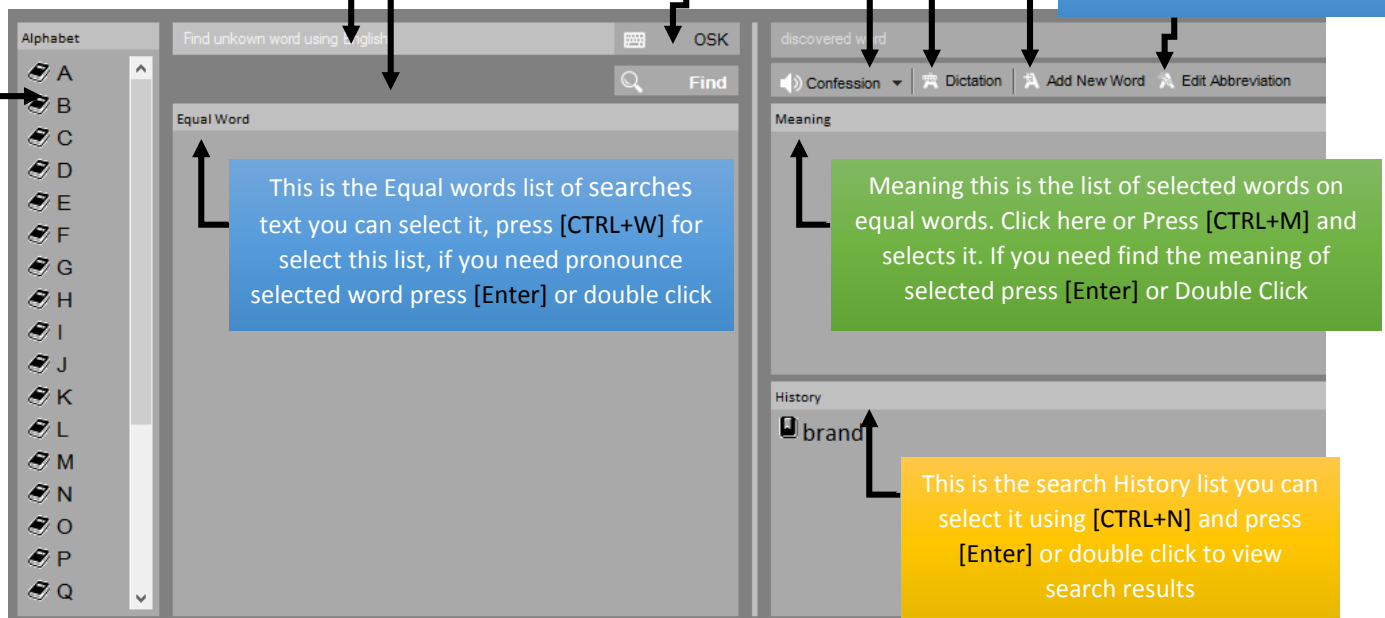 Alphabet
A
B
C
D
E
F
G
H
I
J
K
L
M
N
O
P
Q
Find unkown word using English
OSK
Find
Equal Word
This is the Equal words list of searches
text you can select it, press [CTRL+W] for
select this list, if you need pronounce
selected word press [Enter] or double click
discovered word
Confession
Dictation
Add New Word
Edit Abbreviation
Meaning
Meaning this is the list of selected words on
equal words. Click here or Press [CTRL+M] and
selects it. If you need find the meaning of
selected press [Enter] or Double Click
History
brand
This is the search History list you can
select it using [CTRL+N] and press
[Enter] or double click to view
search results